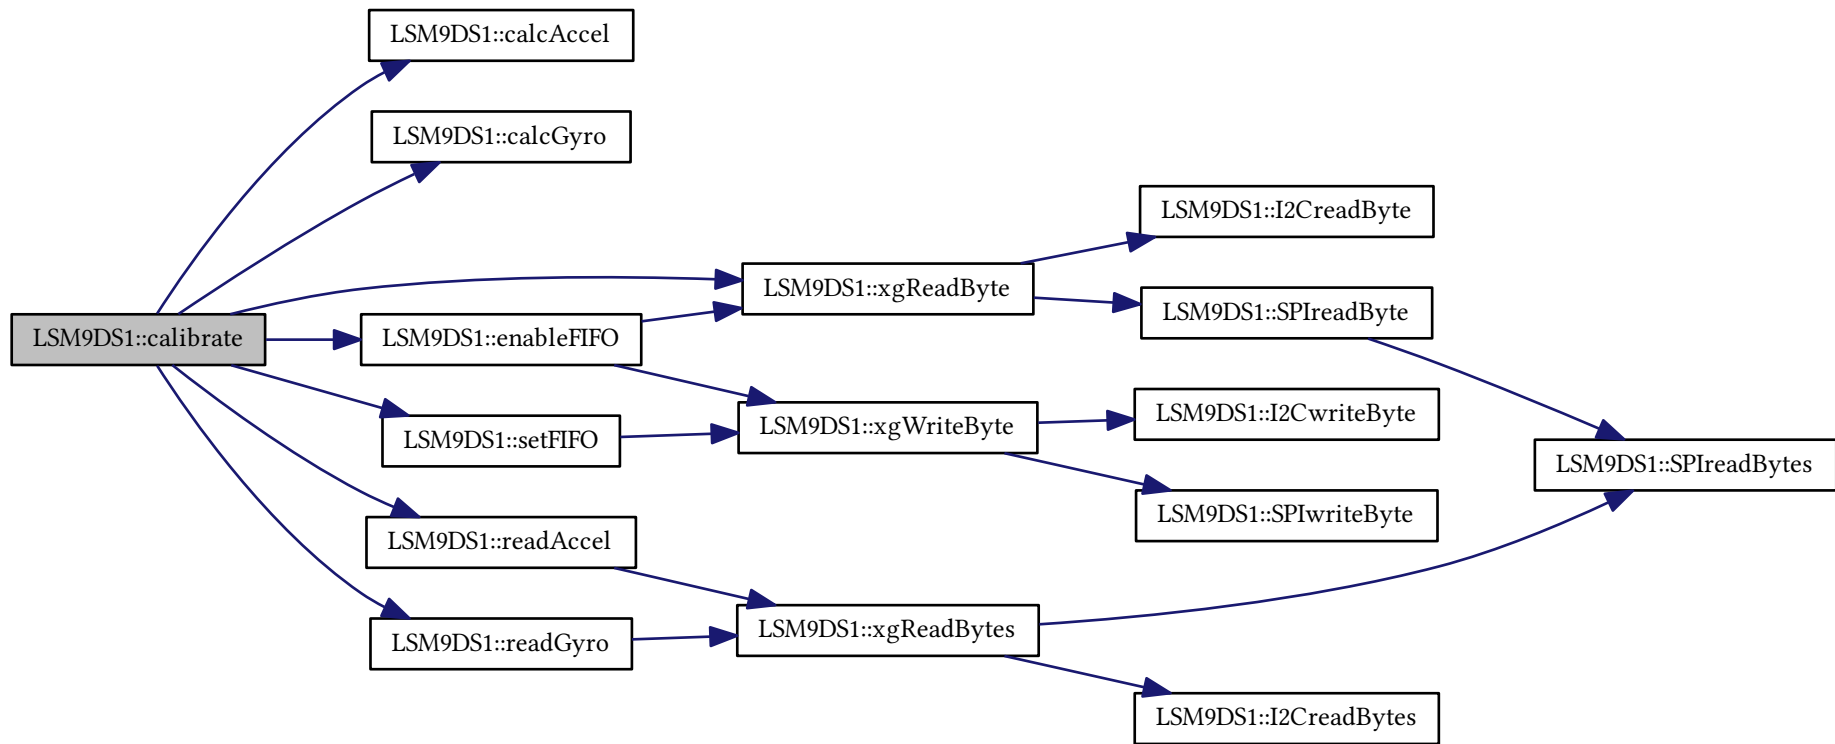 LSM9DS1::calcAccel
LSM9DS1::calcGyro
LSM9DS1::I2CreadByte
LSM9DS1::xgReadByte
LSM9DS1::SPIreadByte
LSM9DS1::calibrate
LSM9DS1::enableFIFO
LSM9DS1::I2CwriteByte
LSM9DS1::xgWriteByte
LSM9DS1::setFIFO
LSM9DS1::SPIreadBytes
LSM9DS1::SPIwriteByte
LSM9DS1::readAccel
LSM9DS1::xgReadBytes
LSM9DS1::readGyro
LSM9DS1::I2CreadBytes